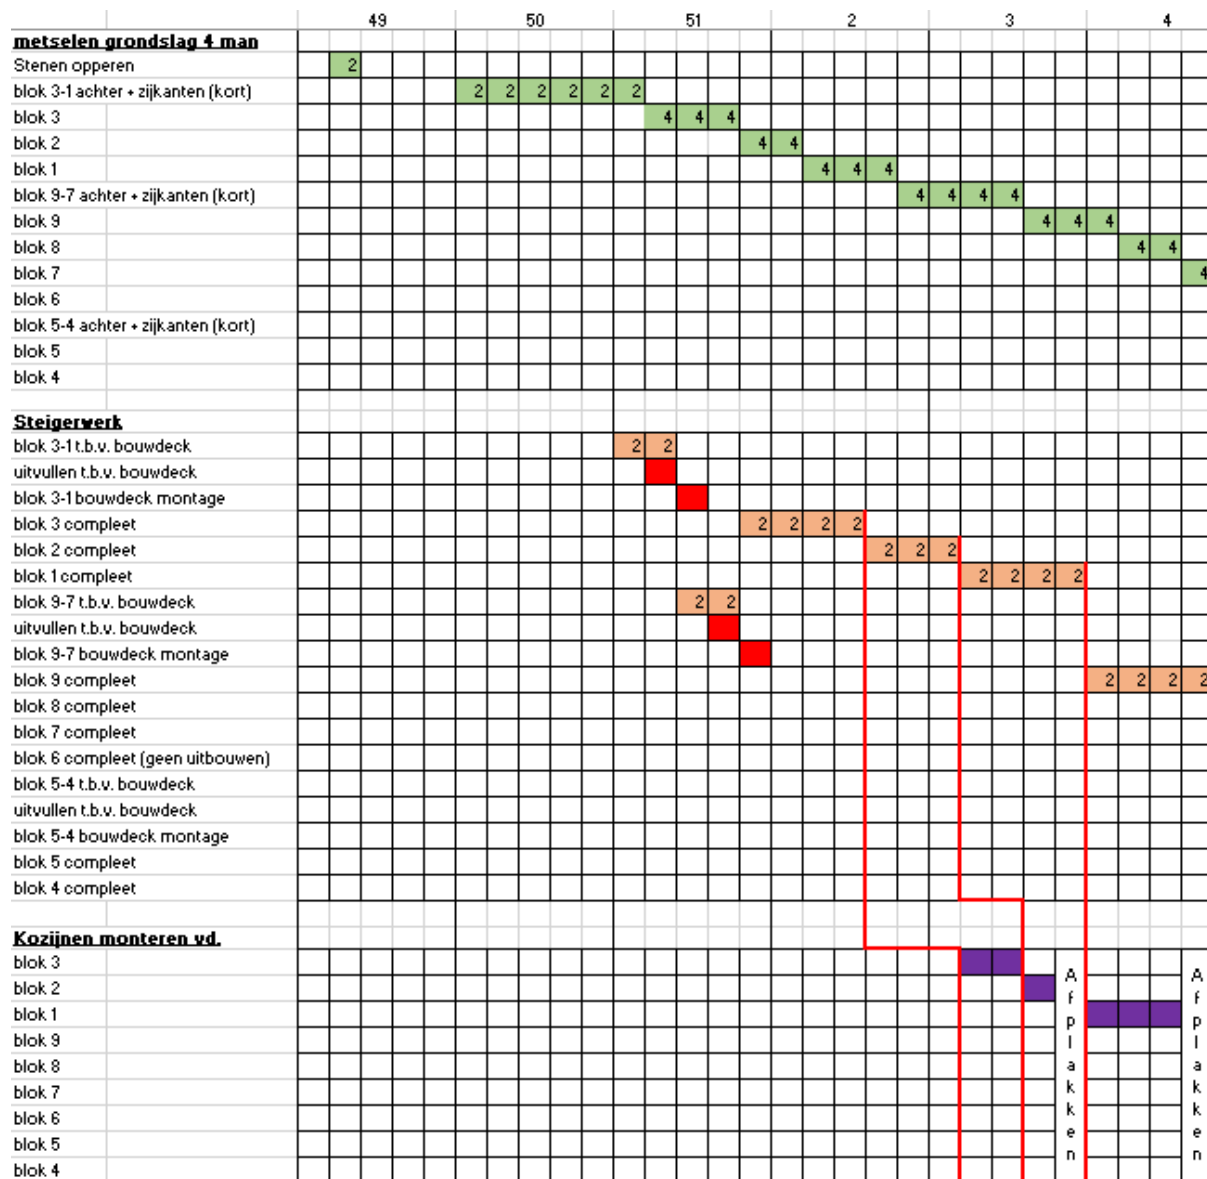 49 50 51 2 3 4
metselen grondslag 4 man
Stenen opperen 2
blok 3-1 achter + zijkanten (kort) 2 2 2 2 2 2
blok 3 4 4 4
blok 2 4 4
blok 1 4 4 4
blok 9-7 achter + zijkanten (kort) 4 4 4 4
blok 9 4 4 4
blok 8 4 4
blok 7 4
blok 6
blok 5-4 achter + zijkanten (kort)
blok 5
blok 4
Steigerwerk
blok 3-1 t.b.v. bouwdeck 2 2
uitvullen t.b.v. bouwdeck
blok 3-1 bouwdeck montage
blok 3 compleet 2 2 2 2
blok 2 compleet 2 2 2
blok 1 compleet 2 2 2 2
blok 9-7 t.b.v. bouwdeck 2 2
uitvullen t.b.v. bouwdeck
blok 9-7 bouwdeck montage
blok 9 compleet 2 2 2 2
blok 8 compleet
blok 7 compleet
blok 6 compleet (geen uitbouwen)
blok 5-4 t.b.v. bouwdeck
uitvullen t.b.v. bouwdeck
blok 5-4 bouwdeck montage
blok 5 compleet
blok 4 compleet
Kozijnen monteren vd.
blok 3
blok 2
blok 1
blok 9
blok 8
blok 7
blok 6
blok 5
blok 4
Afplakken
Afplakken